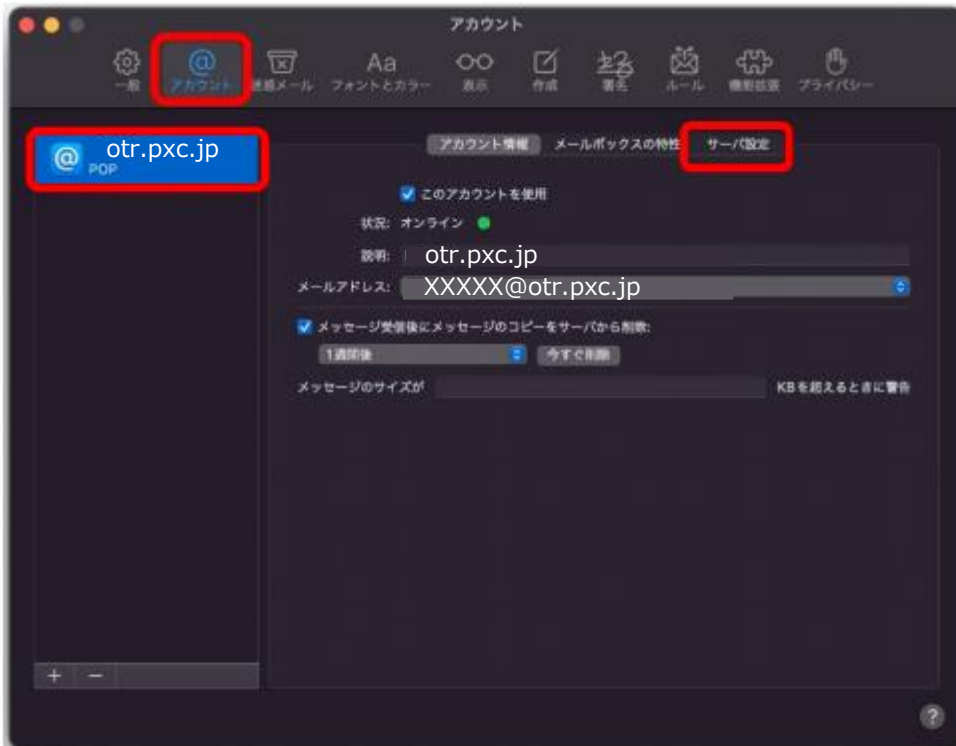 アカウント
一般 アカウント 迷惑メール フォントとカラー 表示 作成 署名 ルール 機能拡張 プライバシー
otr.pxc.jp
POP
アカウント情報 メールボックスの特性 サーバ設定
このアカウントを使用
状況: オンライン
説明: otr.pxc.jp
メールアドレス: XXXXX@otr.pxc.jp
メッセージ受信後にメッセージのコピーをサーバから削除:
1週間後 今すぐ削除
メッセージのサイズが KBを超えるときに警告